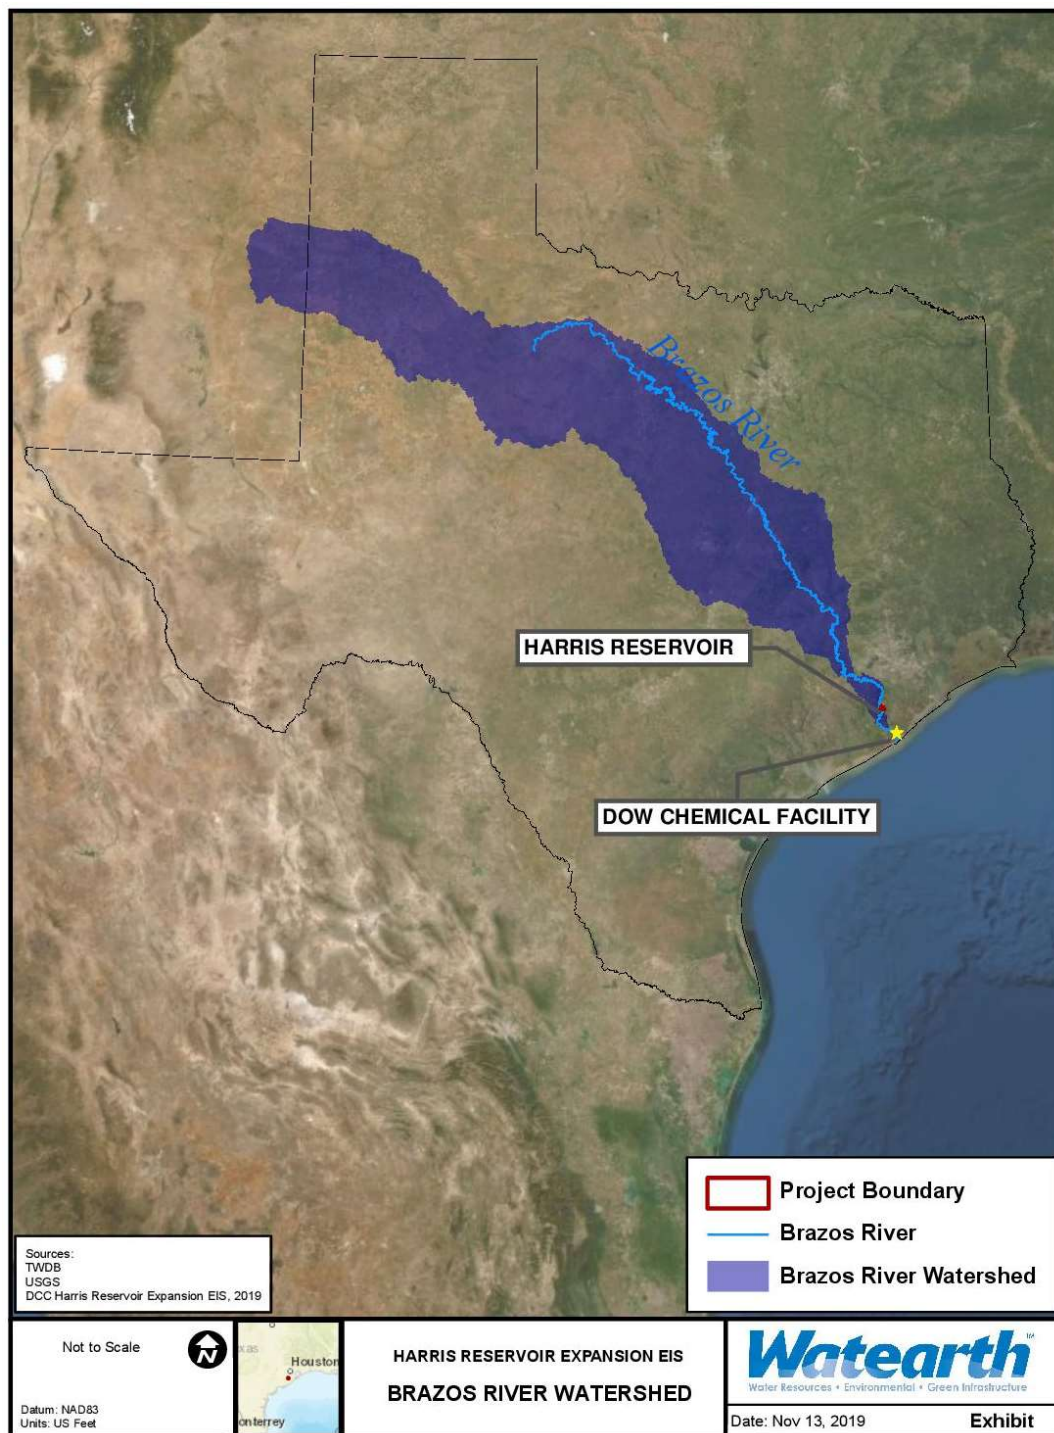 Brazos River
HARRIS RESERVOIR
DOW CHEMICAL FACILITY
Project Boundary
Brazos River
Brazos River Watershed
Sources:
TWDB
USGS
DCC Harris Reservoir Expansion EIS, 2019
Not to Scale
N
Datum: NAD83
Units: US Feet
xas
Houston
onterrey
HARRIS RESERVOIR EXPANSION EIS
BRAZOS RIVER WATERSHED
Watearth™
Water Resources • Environmental • Green Infrastructure
Date: Nov 13, 2019
Exhibit